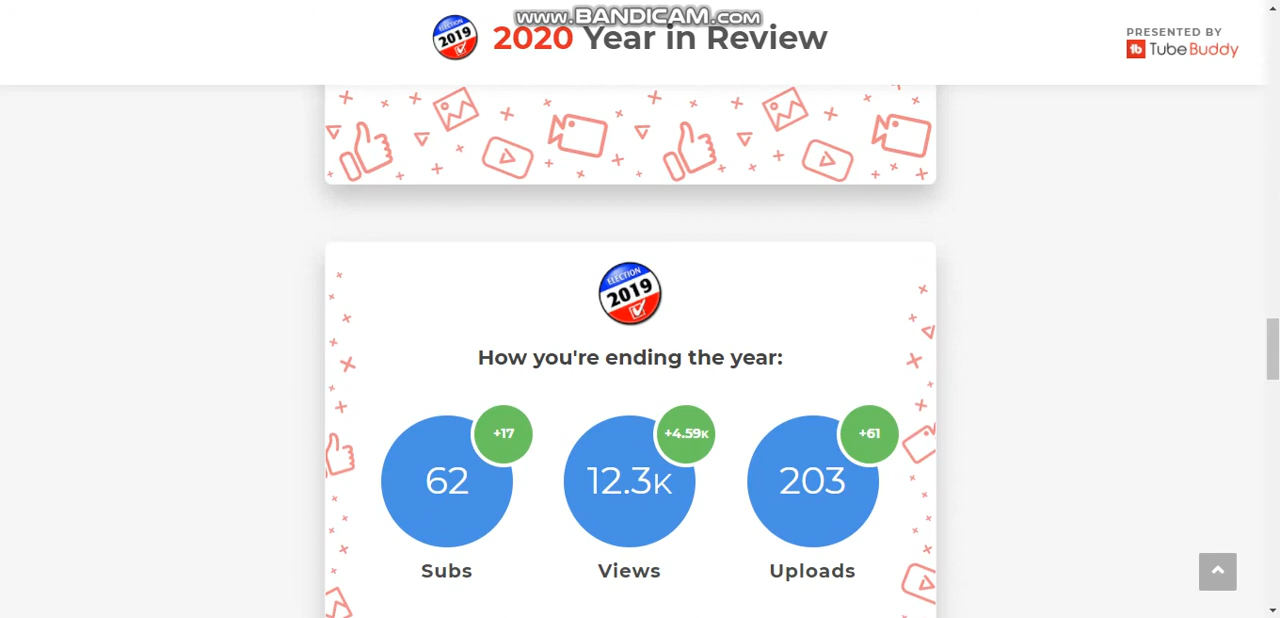 www.BANDICAM.com
ELECTION
2019
2020 Year in Review
PRESENTED BY
tb TubeBuddy
ELECTION
2019
How you're ending the year:
+17
+4.59K
+61
62
12.3K
203
Subs
Views
Uploads